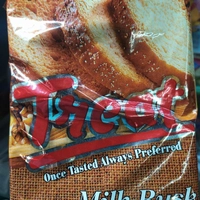 Treat
Once Tasted Always Preferred
Milk Rusk